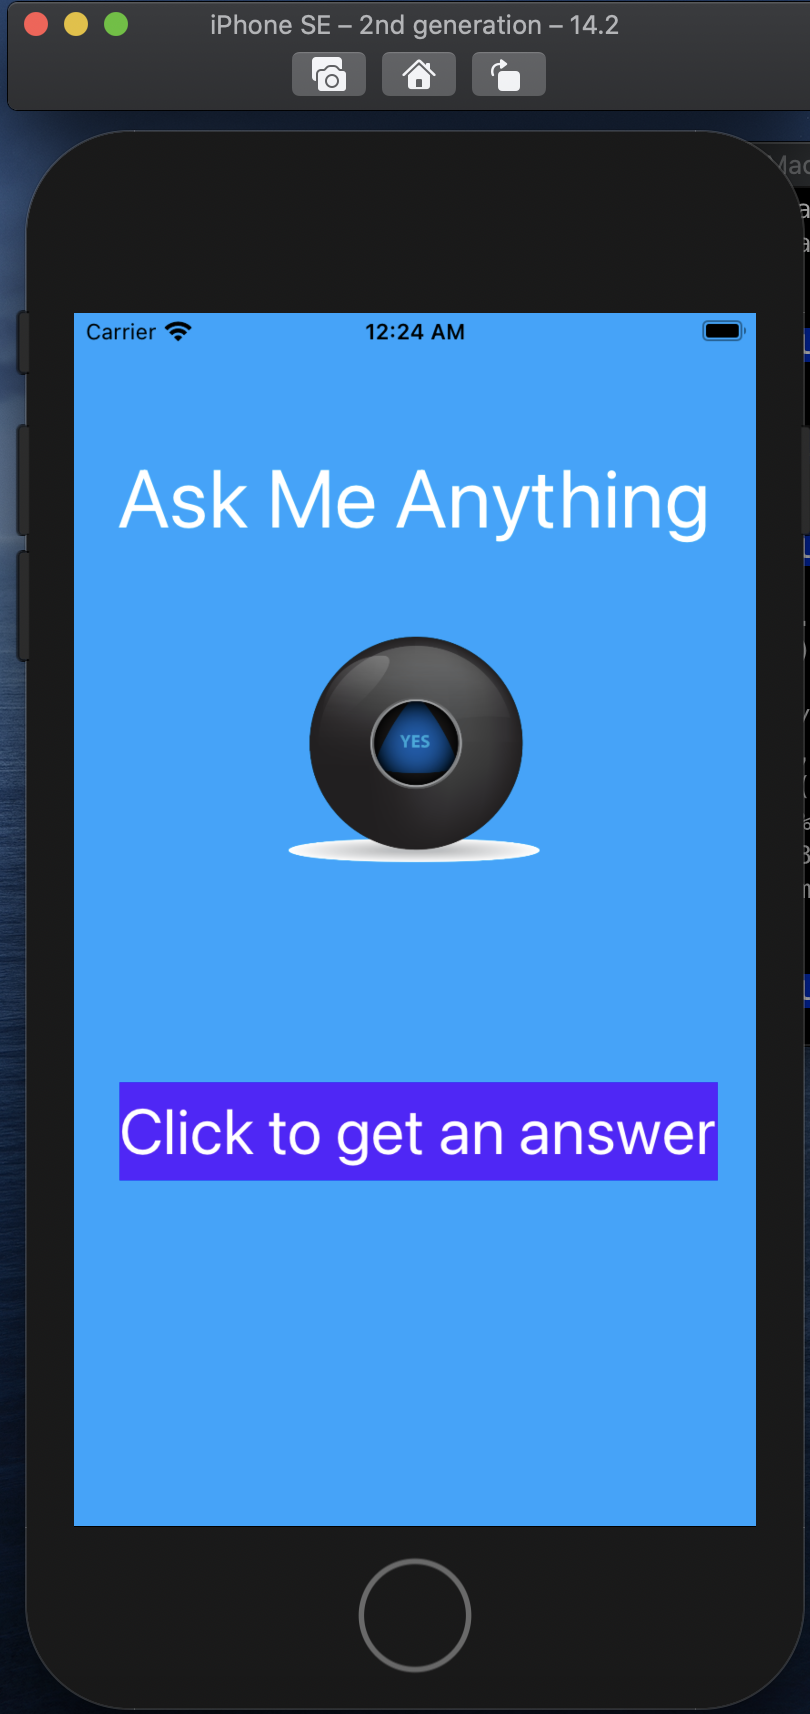 iPhone SE – 2nd generation – 14.2
Mac
Carrier
12:24 AM
Ask Me Anything
YES
Click to get an answer